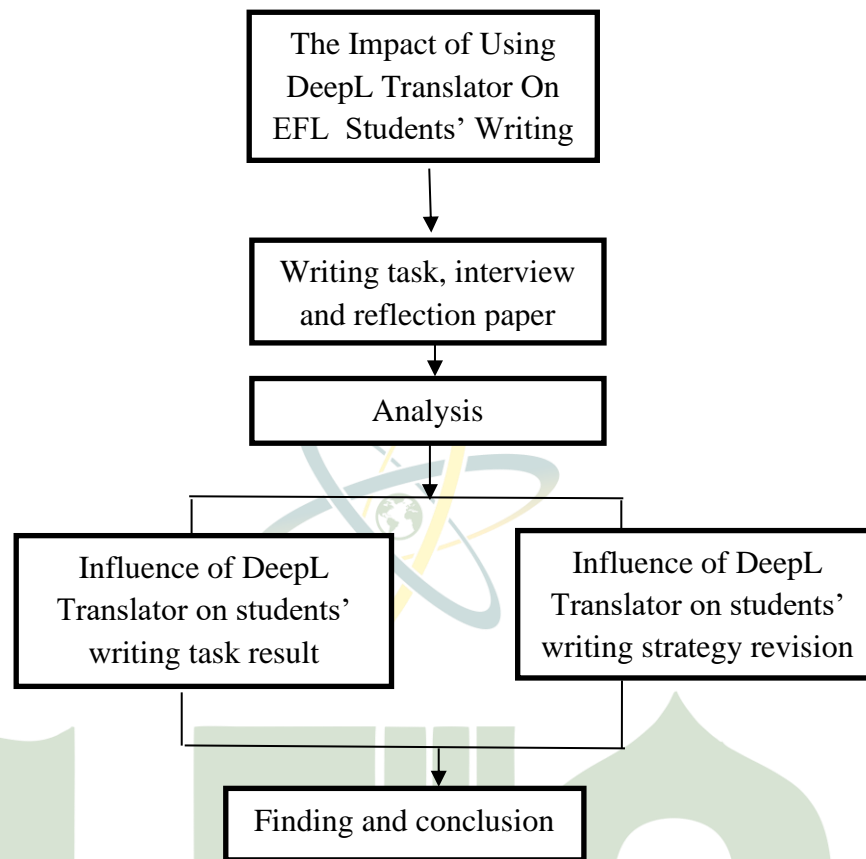 The Impact of Using
DeepL Translator On
EFL Students’ Writing
Writing task, interview
and reflection paper
Analysis
Influence of DeepL
Translator on students’
writing task result
Influence of DeepL
Translator on students’
writing strategy revision
Finding and conclusion